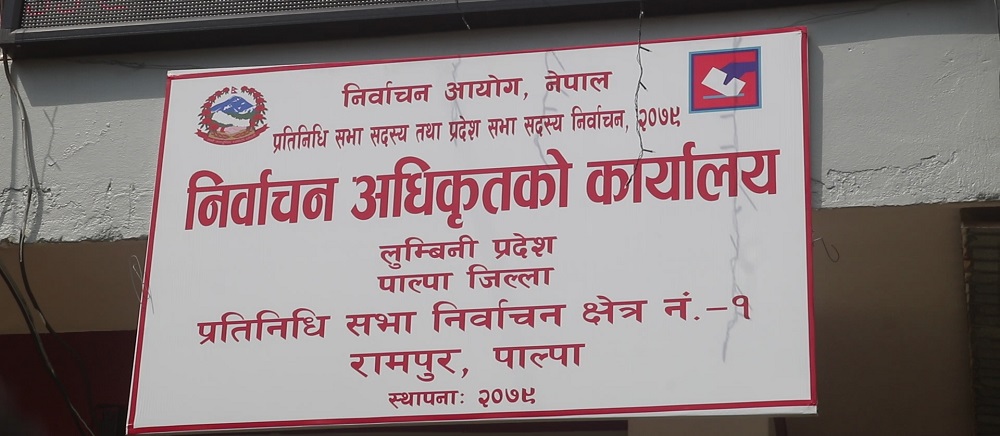 निर्वाचन आयोग, नेपाल
प्रतिनिधि सभा सदस्य तथा प्रदेश सभा सदस्य निर्वाचन, २०७९
निर्वाचन अधिकृतको कार्यालय
लुम्बिनी प्रदेश
पाल्पा जिल्ला
प्रतिनिधि सभा निर्वाचन क्षेत्र नं.-१
रामपुर, पाल्पा
स्थापनाः २०७९